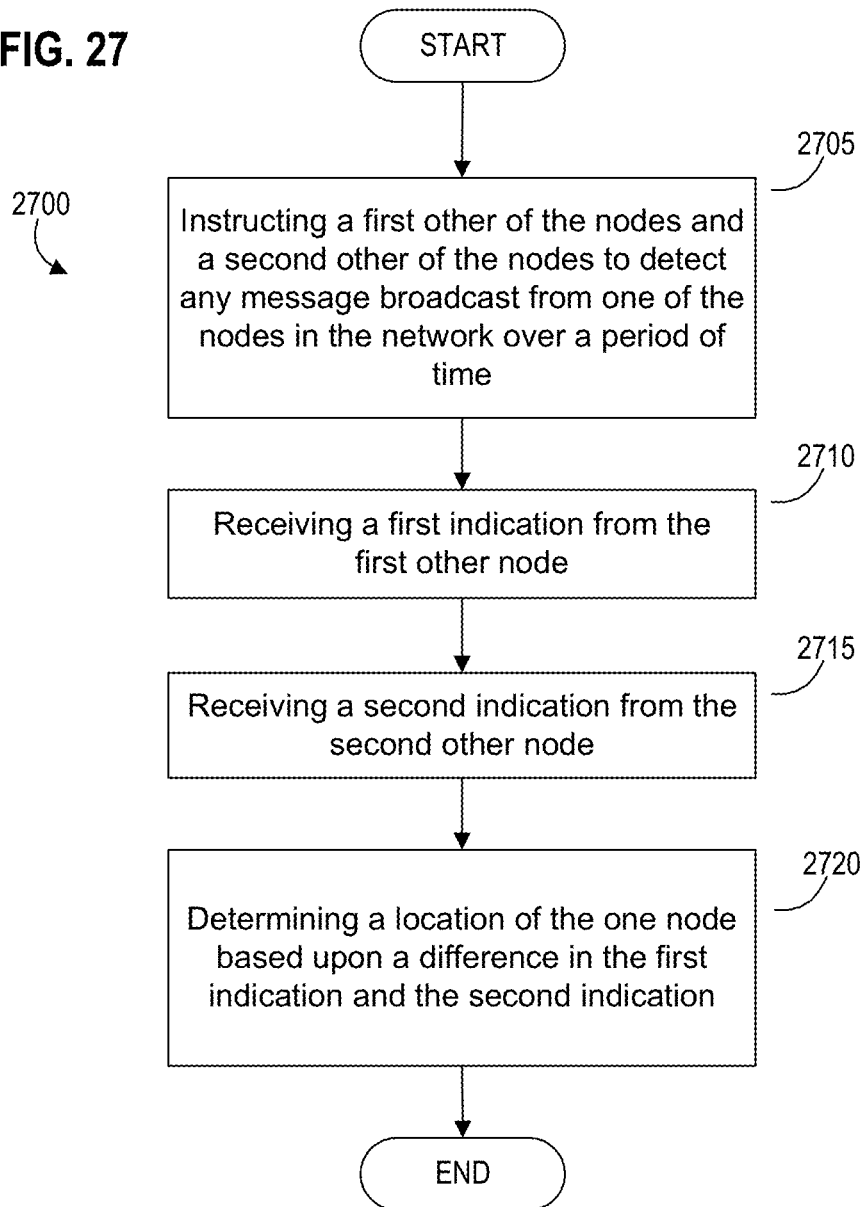 FIG. 27
START
2700
2705
Instructing a first other of the nodes and
a second other of the nodes to detect
any message broadcast from one of the
nodes in the network over a period of
time
2710
Receiving a first indication from the
first other node
2715
Receiving a second indication from the
second other node
2720
Determining a location of the one node
based upon a difference in the first
indication and the second indication
END